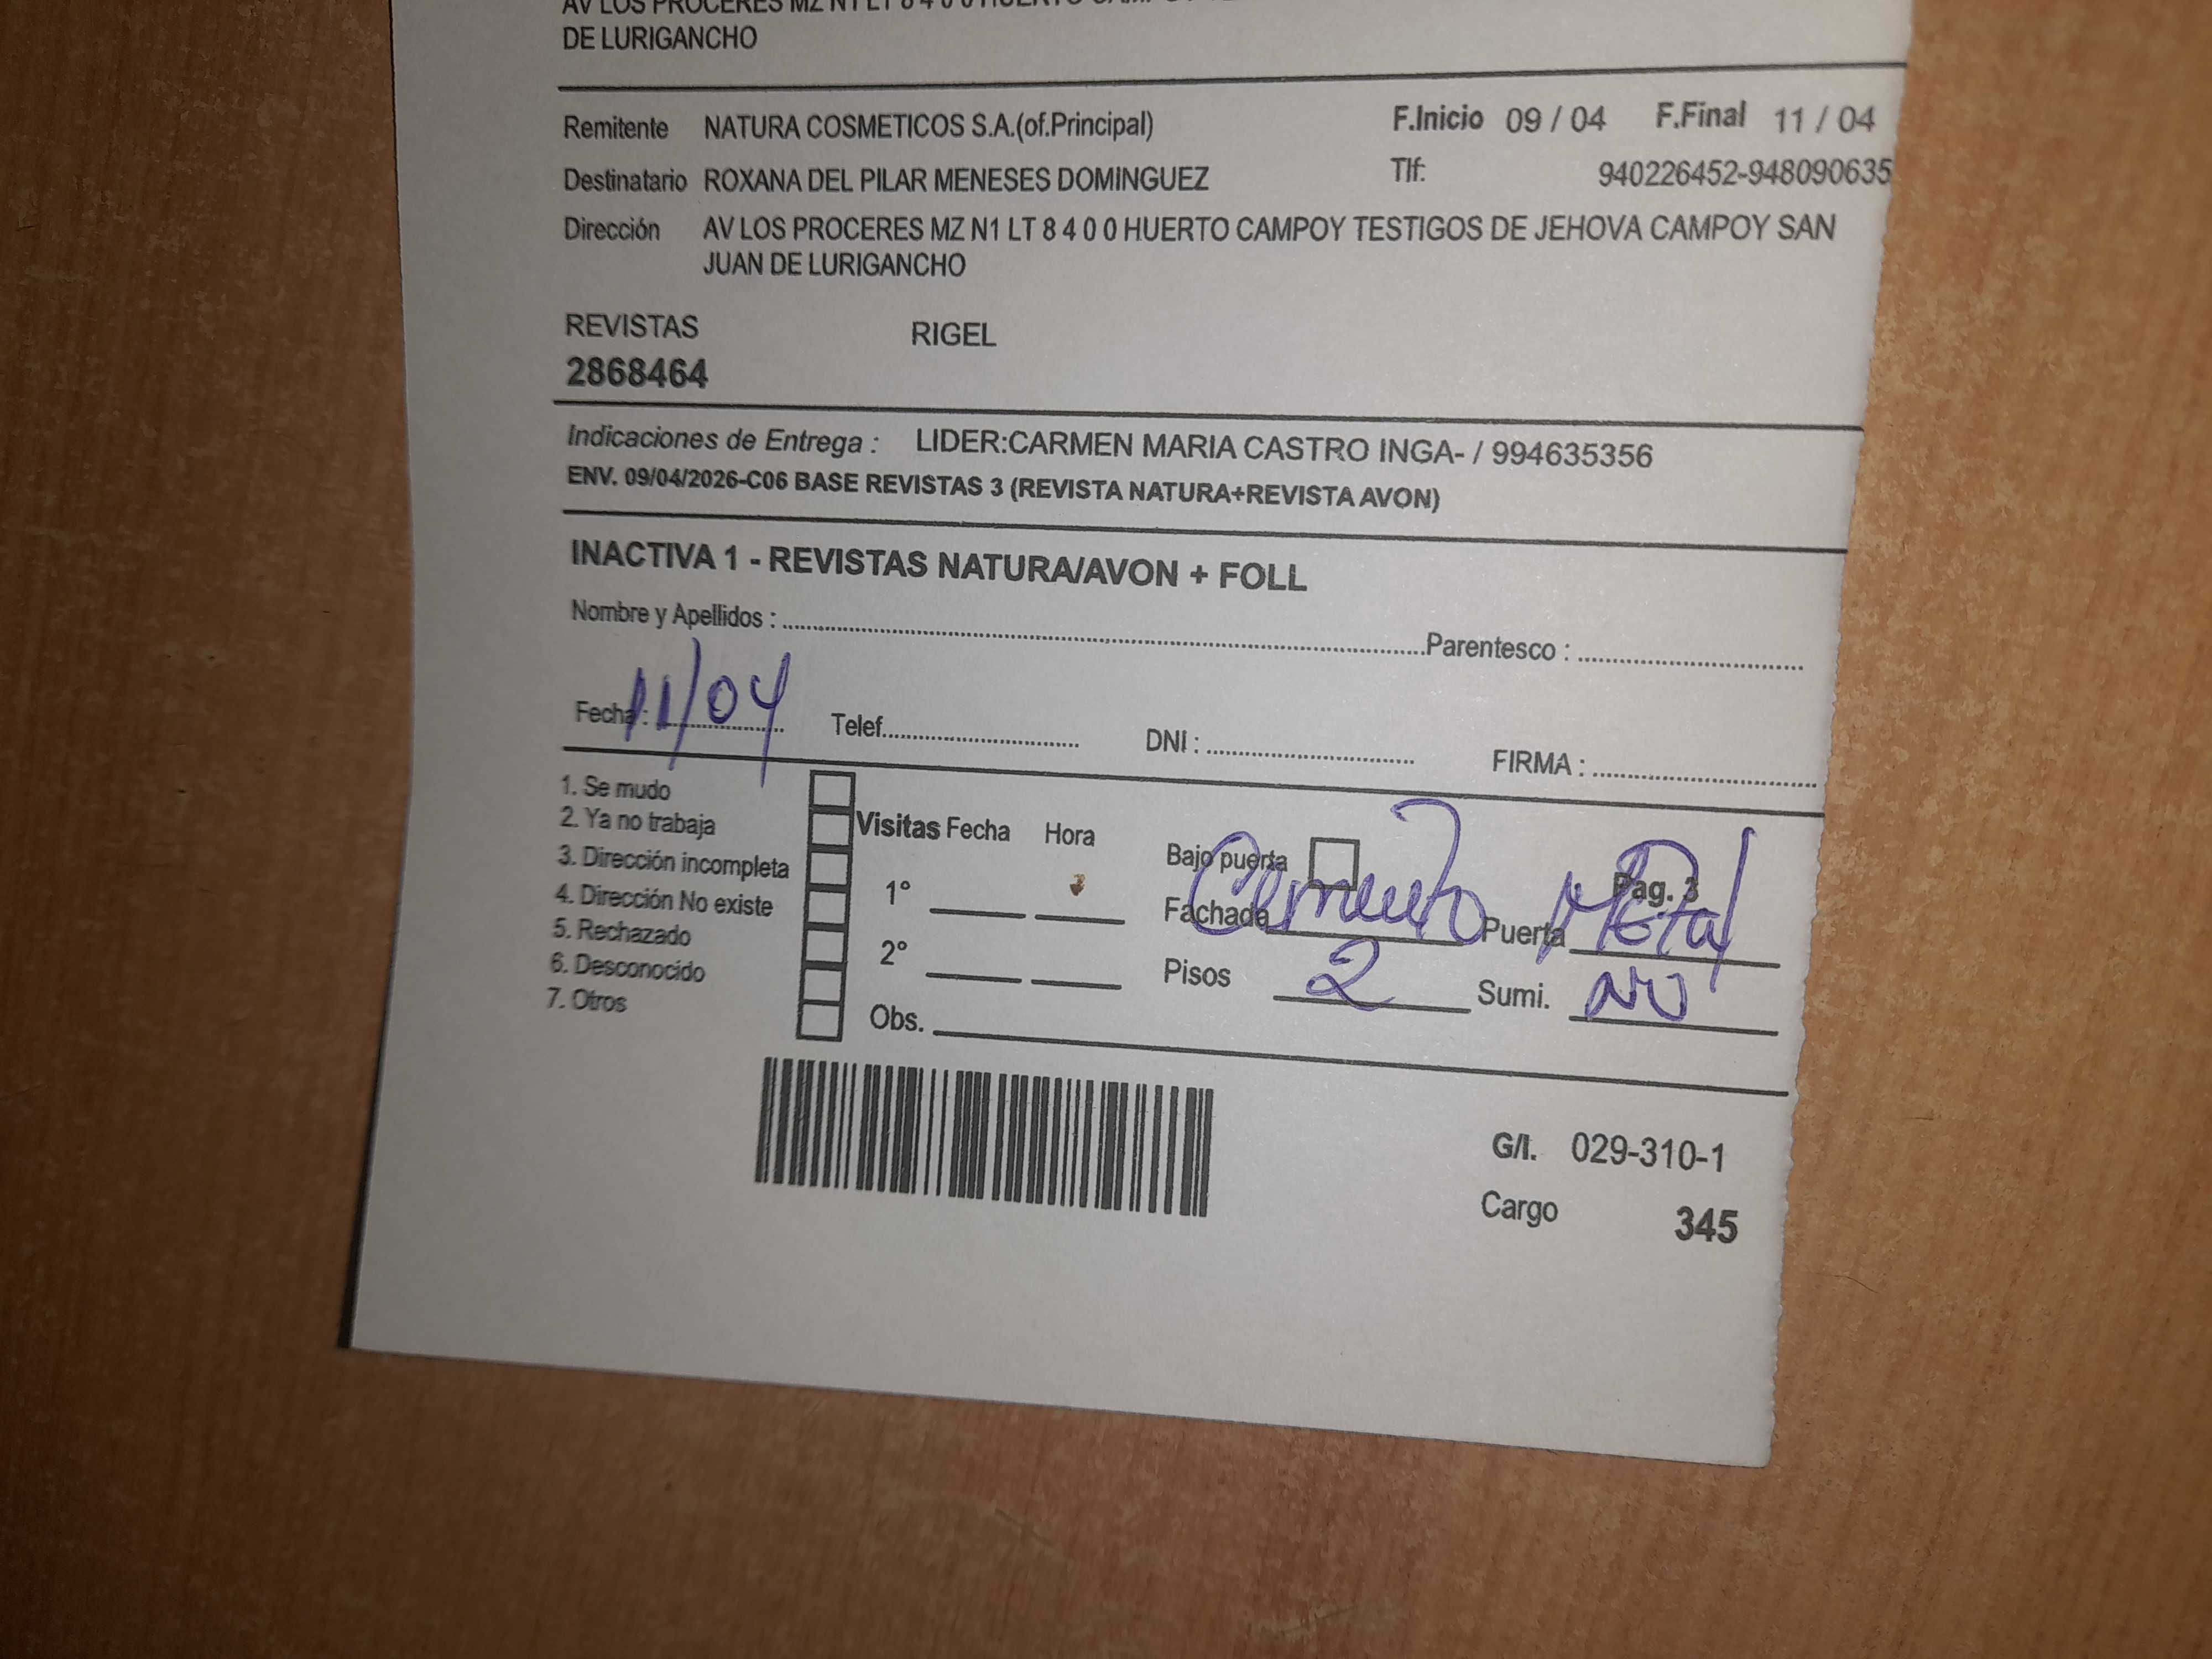 DE LURIGANCHO
Remitente NATURA COSMETICOS S.A.(of.Principal) F.Inicio 09 / 04 F.Final 11 / 04
Destinatario ROXANA DEL PILAR MENESES DOMINGUEZ Tlf: 940226452-948090635
Dirección AV LOS PROCERES MZ N1 LT 8 4 0 0 HUERTO CAMPOY TESTIGOS DE JEHOVA CAMPOY SAN
JUAN DE LURIGANCHO
REVISTAS RIGEL
2868464
Indicaciones de Entrega : LIDER:CARMEN MARIA CASTRO INGA- / 994635356
ENV. 09/04/2026-C06 BASE REVISTAS 3 (REVISTA NATURA+REVISTA AVON)
INACTIVA 1 - REVISTAS NATURA/AVON + FOLL
Nombre y Apellidos : Parentesco :
Fecha : 11/04 Telef. DNI : FIRMA :
1. Se mudo
2. Ya no trabaja
3. Dirección incompleta
4. Dirección No existe
5. Rechazado
6. Desconocido
7. Otros
Visitas Fecha Hora
1°
2°
Obs.
Bajo puerta Pag. 3
Fachada Cemento Puerta Metal
Pisos 2 Sumi. NO
G/I. 029-310-1
Cargo 345